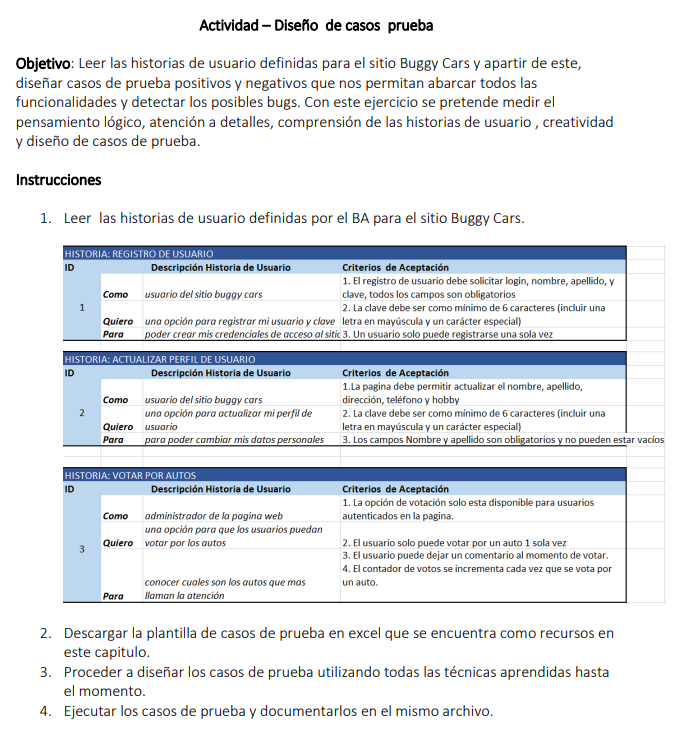 Actividad – Diseño de casos prueba
Objetivo: Leer las historias de usuario definidas para el sitio Buggy Cars y apartir de este,
diseñar casos de prueba positivos y negativos que nos permitan abarcar todos las
funcionalidades y detectar los posibles bugs. Con este ejercicio se pretende medir el
pensamiento lógico, atención a detalles, comprensión de las historias de usuario , creatividad
y diseño de casos de prueba.
Instrucciones
1. Leer las historias de usuario definidas por el BA para el sitio Buggy Cars.
HISTORIA: REGISTRO DE USUARIO
ID Descripción Historia de Usuario Criterios de Aceptación
1. El registro de usuario debe solicitar login, nombre, apellido, y
Como usuario del sitio buggy cars clave, todos los campos son obligatorios
1 2. La clave debe ser como mínimo de 6 caracteres (incluir una
Quiero una opción para registrar mi usuario y clave letra en mayúscula y un carácter especial)
Para poder crear mis credenciales de acceso al sitic 3. Un usuario solo puede registrarse una sola vez
HISTORIA: ACTUALIZAR PERFIL DE USUARIO
ID Descripción Historia de Usuario Criterios de Aceptación
1.La pagina debe permitir actualizar el nombre, apellido,
Como usuario del sitio buggy cars dirección, teléfono y hobby
2 una opción para actualizar mi perfil de 2. La clave debe ser como mínimo de 6 caracteres (incluir una
Quiero usuario letra en mayúscula y un carácter especial)
Para para poder cambiar mis datos personales 3. Los campos Nombre y apellido son obligatorios y no pueden estar vacíos
HISTORIA: VOTAR POR AUTOS
ID Descripción Historia de Usuario Criterios de Aceptación
1. La opción de votación solo esta disponible para usuarios
Como administrador de la pagina web autenticados en la pagina.
una opción para que los usuarios puedan
Quiero votar por los autos 2. El usuario solo puede votar por un auto 1 sola vez
3 3. El usuario puede dejar un comentario al momento de votar.
4. El contador de votos se incrementa cada vez que se vota por
conocer cuales son los autos que mas un auto.
Para llaman la atención
2. Descargar la plantilla de casos de prueba en excel que se encuentra como recursos en
este capitulo.
3. Proceder a diseñar los casos de prueba utilizando todas las técnicas aprendidas hasta
el momento.
4. Ejecutar los casos de prueba y documentarlos en el mismo archivo.